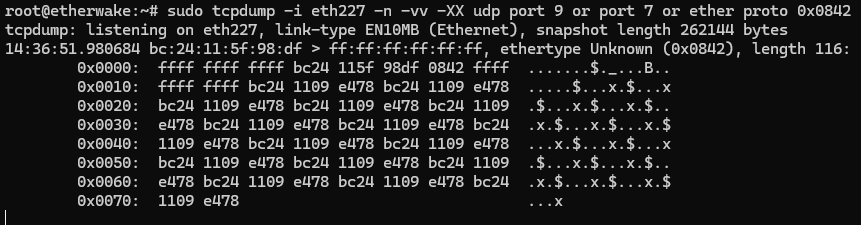 root@etherwake:~# sudo tcpdump -i eth227 -n -vv -XX udp port 9 or port 7 or ether proto 0x0842
tcpdump: listening on eth227, link-type EN10MB (Ethernet), snapshot length 262144 bytes
14:36:51.980684 bc:24:11:5f:98:df > ff:ff:ff:ff:ff:ff, ethertype Unknown (0x0842), length 116:
0x0000:  ffff ffff ffff bc24 115f 98df 0842 ffff  .......$._...B..
0x0010:  ffff ffff bc24 1109 e478 bc24 1109 e478  .....$...x.$...x
0x0020:  bc24 1109 e478 bc24 1109 e478 bc24 1109  .$...x.$...x.$..
0x0030:  e478 bc24 1109 e478 bc24 1109 e478 bc24  .x.$...x.$...x.$
0x0040:  1109 e478 bc24 1109 e478 bc24 1109 e478  ...x.$...x.$...x
0x0050:  bc24 1109 e478 bc24 1109 e478 bc24 1109  .$...x.$...x.$..
0x0060:  e478 bc24 1109 e478 bc24 1109 e478 bc24  .x.$...x.$...x.$
0x0070:  1109 e478  ...x